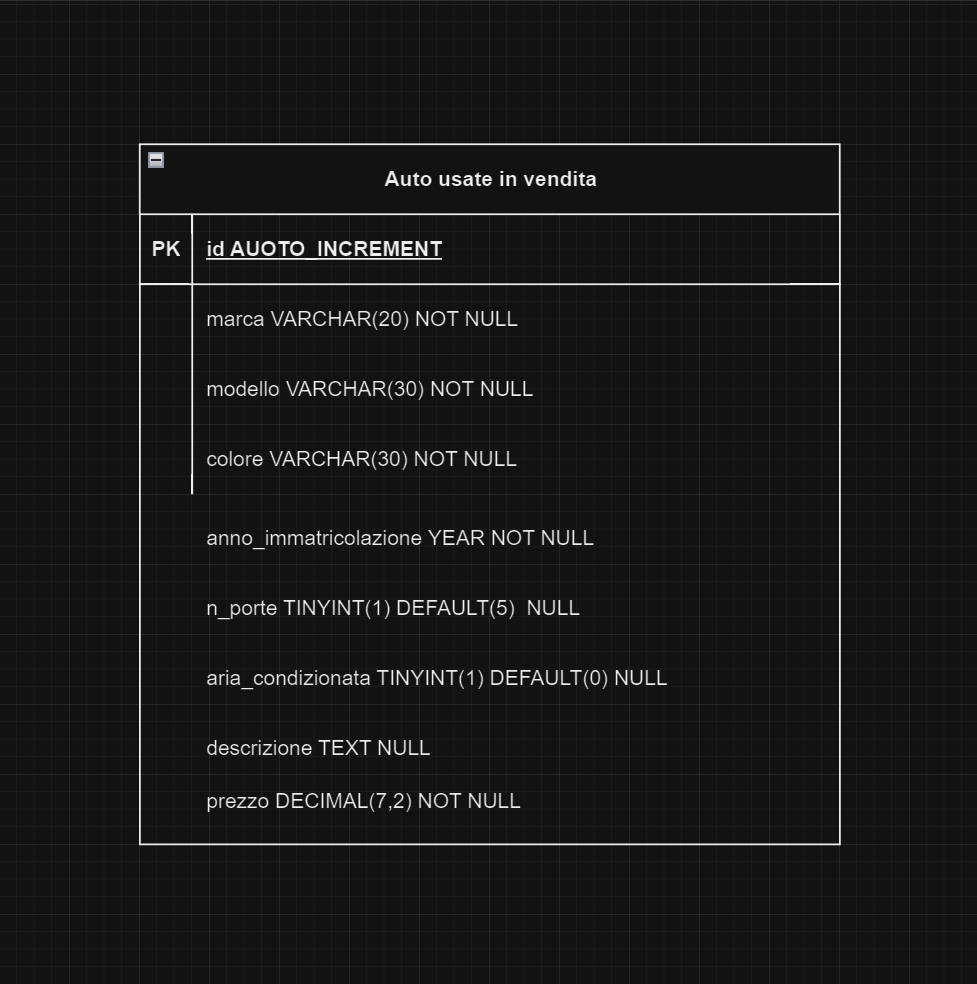 Auto usate in vendita
PK id AUOTO_INCREMENT
marca VARCHAR(20) NOT NULL
modello VARCHAR(30) NOT NULL
colore VARCHAR(30) NOT NULL
anno_immatricolazione YEAR NOT NULL
n_porte TINYINT(1) DEFAULT(5)  NULL
aria_condizionata TINYINT(1) DEFAULT(0) NULL
descrizione TEXT NULL
prezzo DECIMAL(7,2) NOT NULL